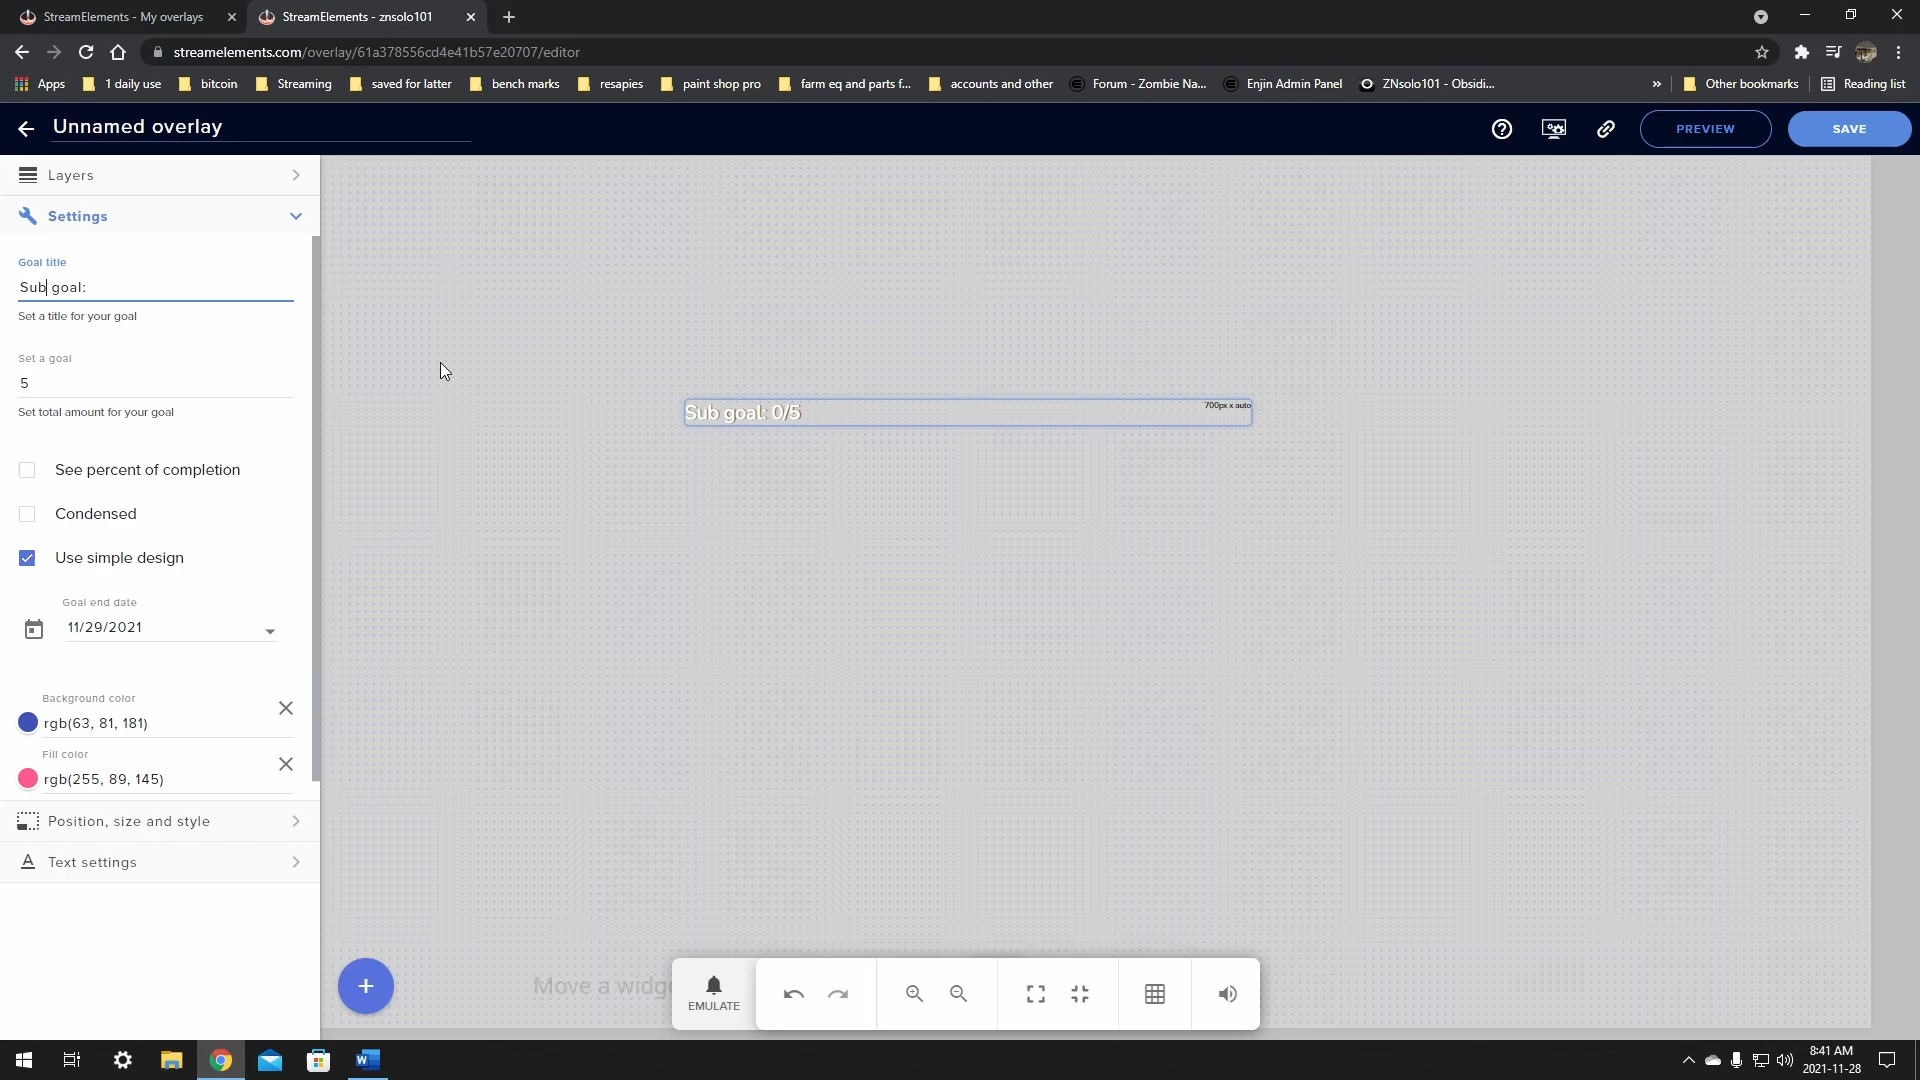 StreamElements - My overlays
StreamElements - znsolo101
streamelements.com/overlay/61a378556cd4e41b57e20707/editor
Apps
1 daily use
bitcoin
Streaming
saved for latter
bench marks
resapies
paint shop pro
farm eq and parts f...
accounts and other
Forum - Zombie Na...
Enjin Admin Panel
ZNsolo101 - Obsidi...
»
Other bookmarks
Reading list
Unnamed overlay
PREVIEW
SAVE
Layers
Settings
Goal title
Sub goal:
Set a title for your goal
Set a goal
5
Set total amount for your goal
See percent of completion
Condensed
Use simple design
Goal end date
11/29/2021
Background color
rgb(63, 81, 181)
Fill color
rgb(255, 89, 145)
Position, size and style
Text settings
Sub goal: 0/5
700px x auto
Move a widg
EMULATE
8:41 AM
2021-11-28